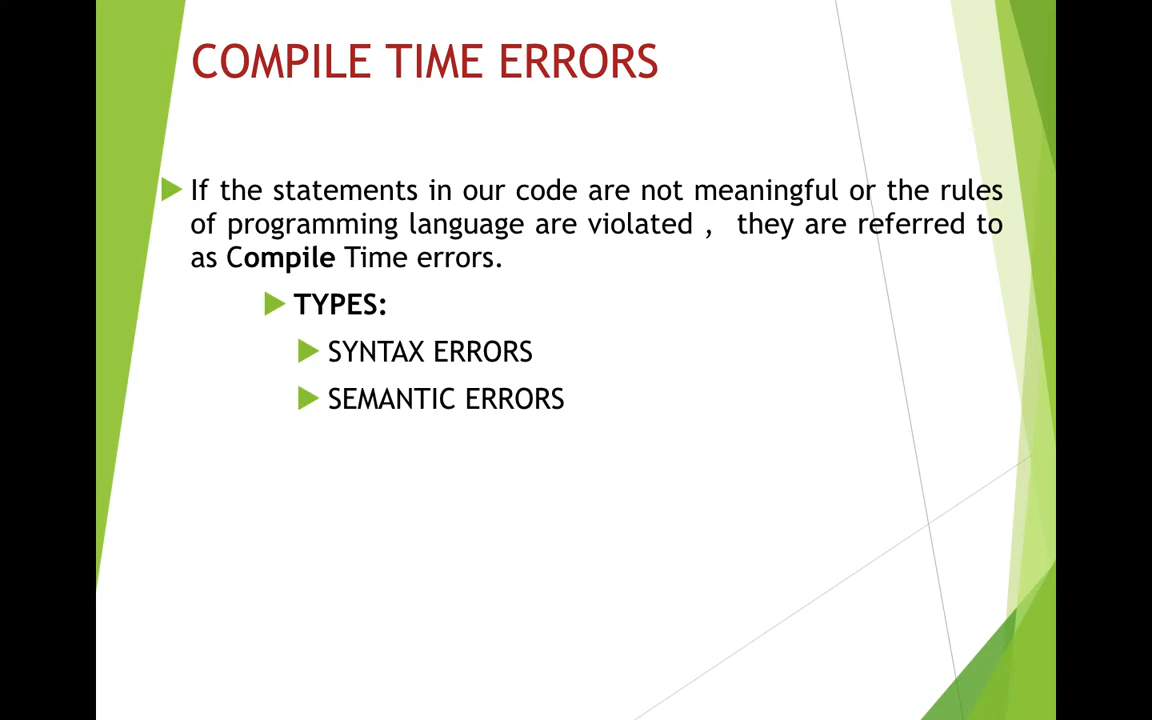 COMPILE TIME ERRORS
If the statements in our code are not meaningful or the rules
of programming language are violated , they are referred to
as Compile Time errors.
TYPES:
SYNTAX ERRORS
SEMANTIC ERRORS